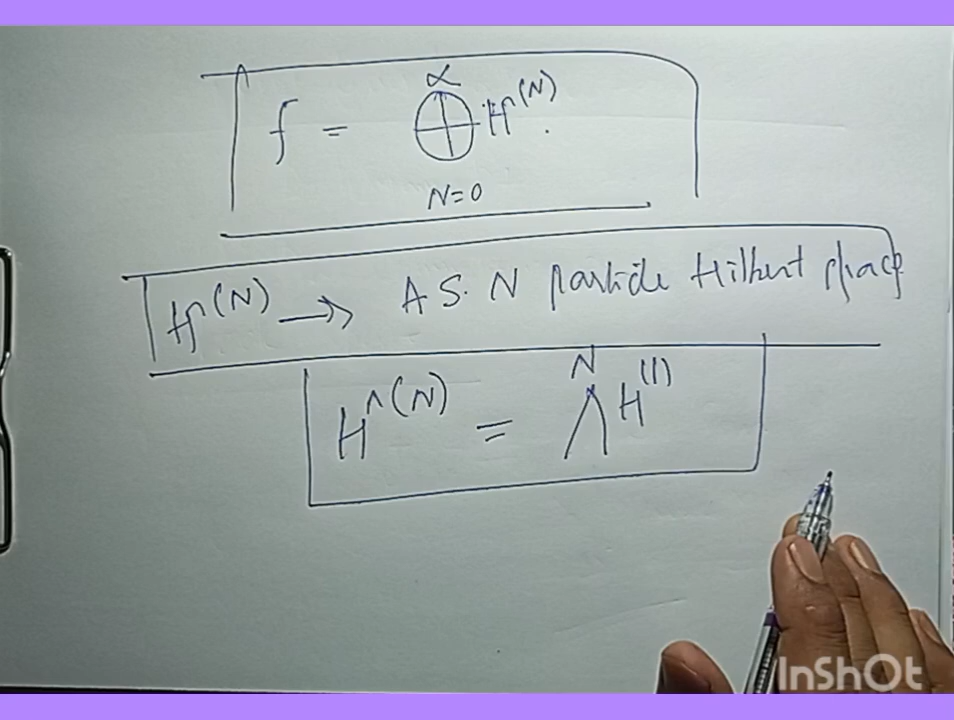 f = ⊕ H^(N).
∝
N=0
H^(N) → A S. N particle Hilbert space
H^∧(N) = ⋀^N H^(1)
InShOt